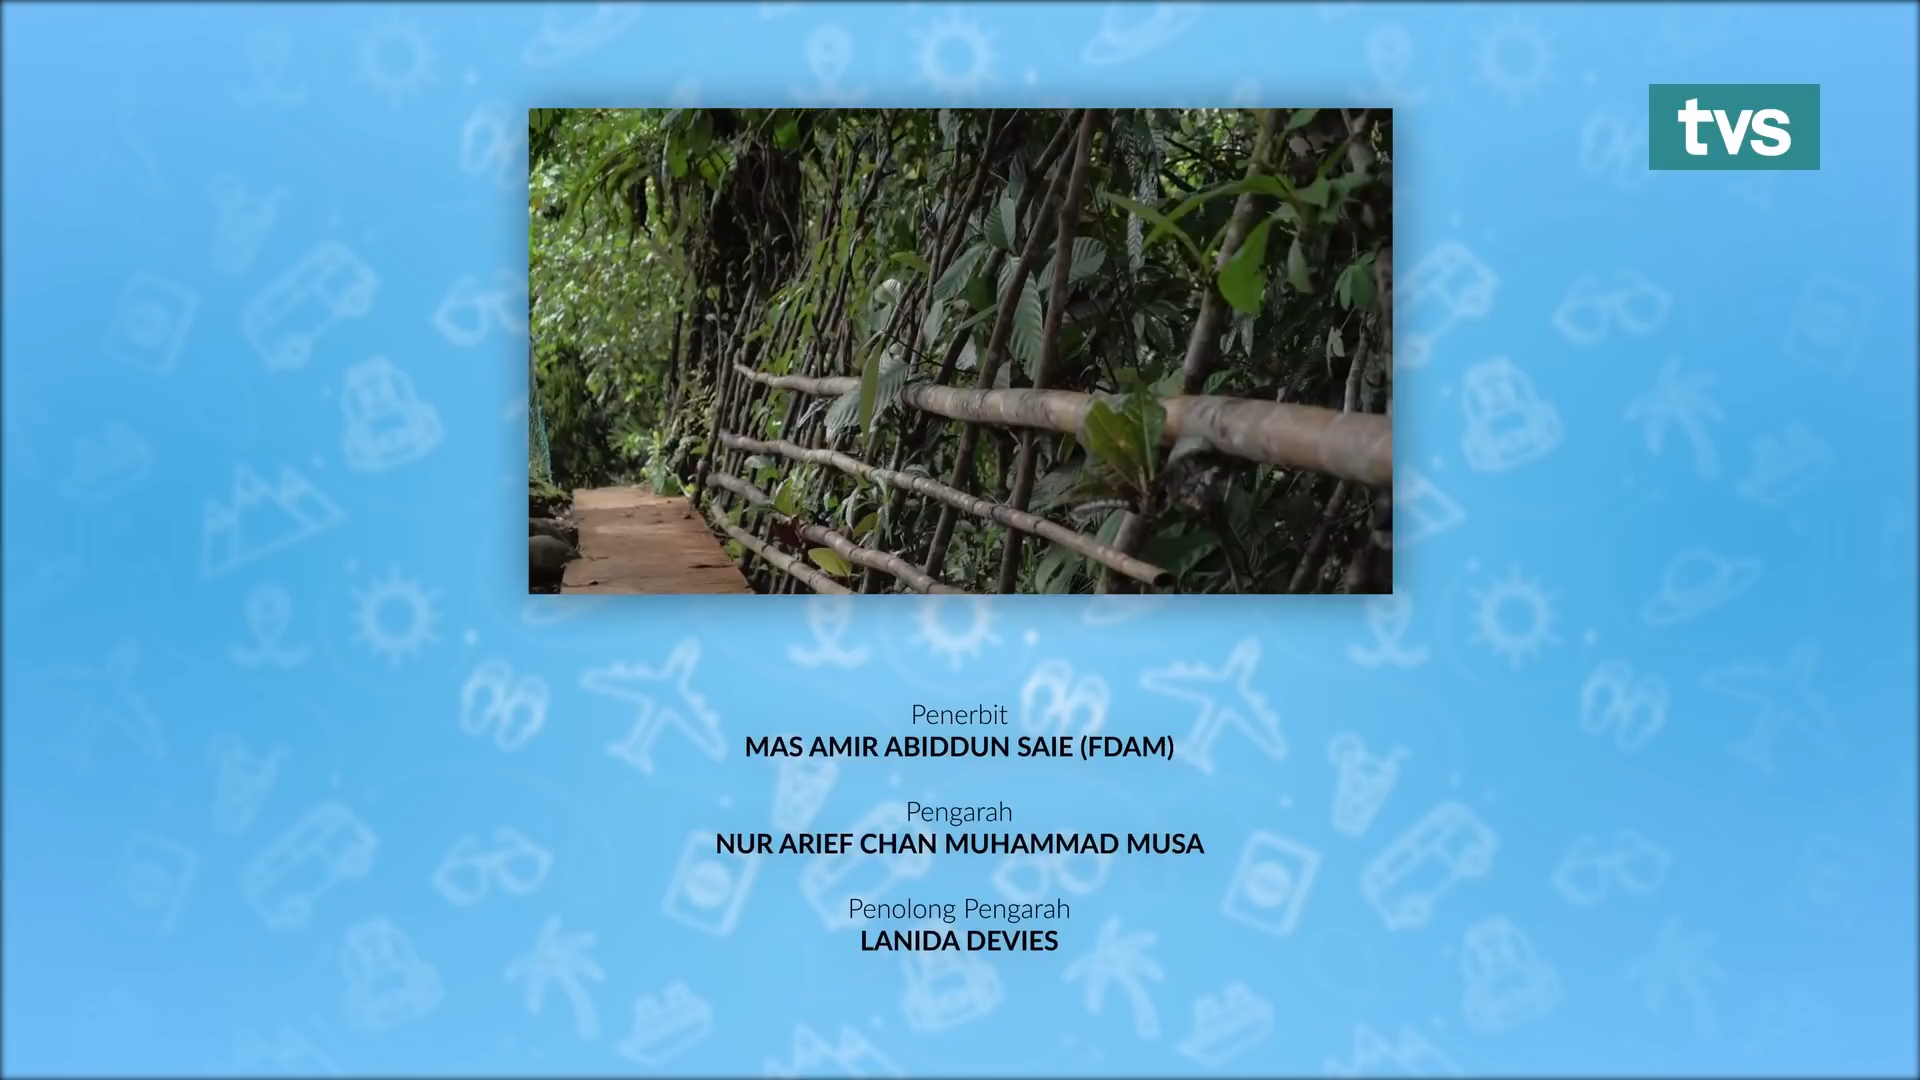 tvs
Penerbit
MAS AMIR ABIDDUN SAIE (FDAM)
Pengarah
NUR ARIEF CHAN MUHAMMAD MUSA
Penolong Pengarah
LANIDA DEVIES